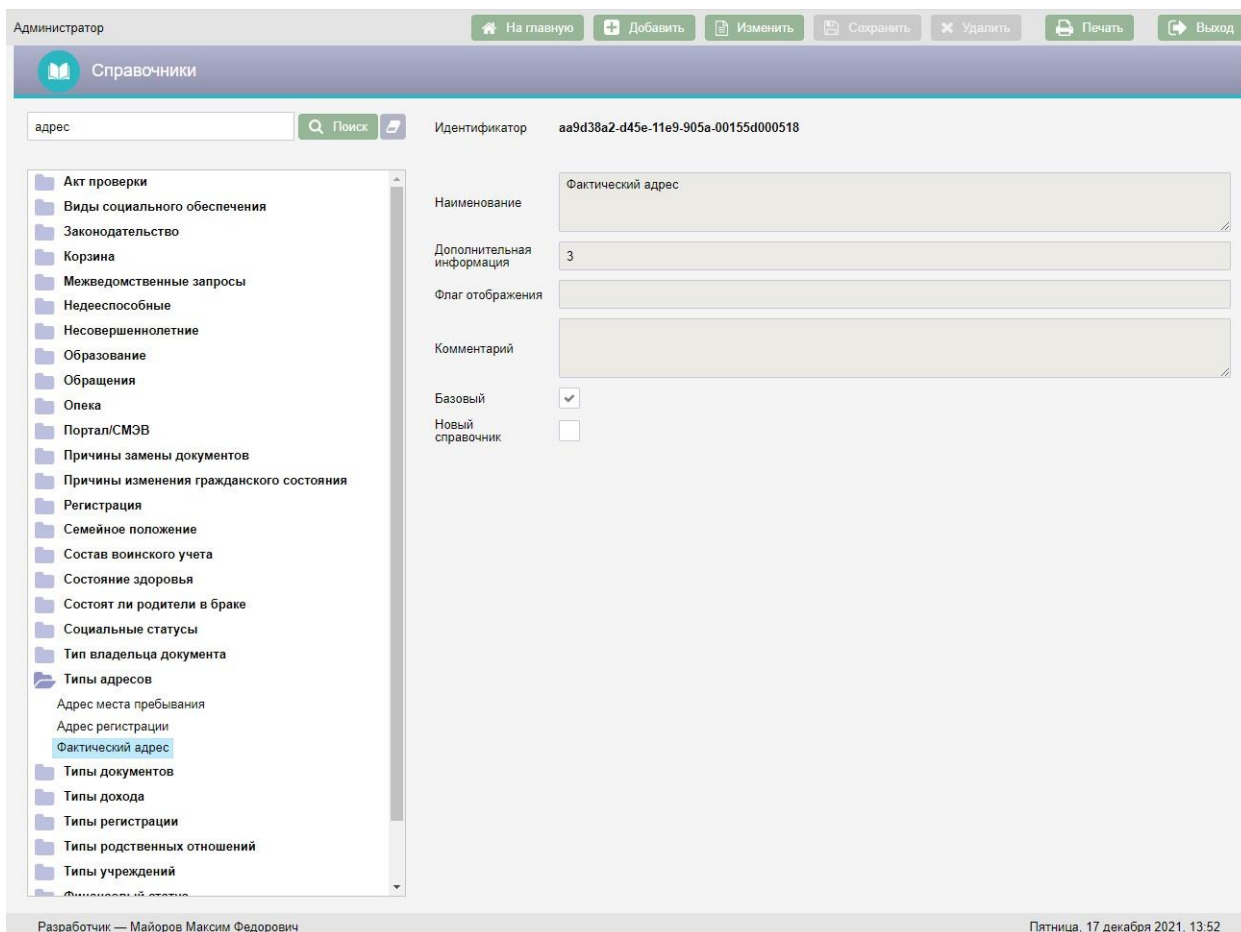 Администратор
На главную
Добавить
Изменить
Сохранить
Удалить
Печать
Выход
Справочники
адрес
Поиск
Идентификатор
aa9d38a2-d45e-11e9-905a-00155d000518
Акт проверки
Виды социального обеспечения
Законодательство
Корзина
Межведомственные запросы
Недееспособные
Несовершеннолетние
Образование
Обращения
Опека
Портал/СМЭВ
Причины замены документов
Причины изменения гражданского состояния
Регистрация
Семейное положение
Состав воинского учета
Состояние здоровья
Состоят ли родители в браке
Социальные статусы
Тип владельца документа
Типы адресов
Адрес места пребывания
Адрес регистрации
Фактический адрес
Типы документов
Типы дохода
Типы регистрации
Типы родственных отношений
Типы учреждений
Финансовый статус
Наименование
Фактический адрес
Дополнительная
информация
3
Флаг отображения
Комментарий
Базовый
Новый
справочник
Разработчик — Майоров Максим Федорович
Пятница, 17 декабря 2021, 13:52